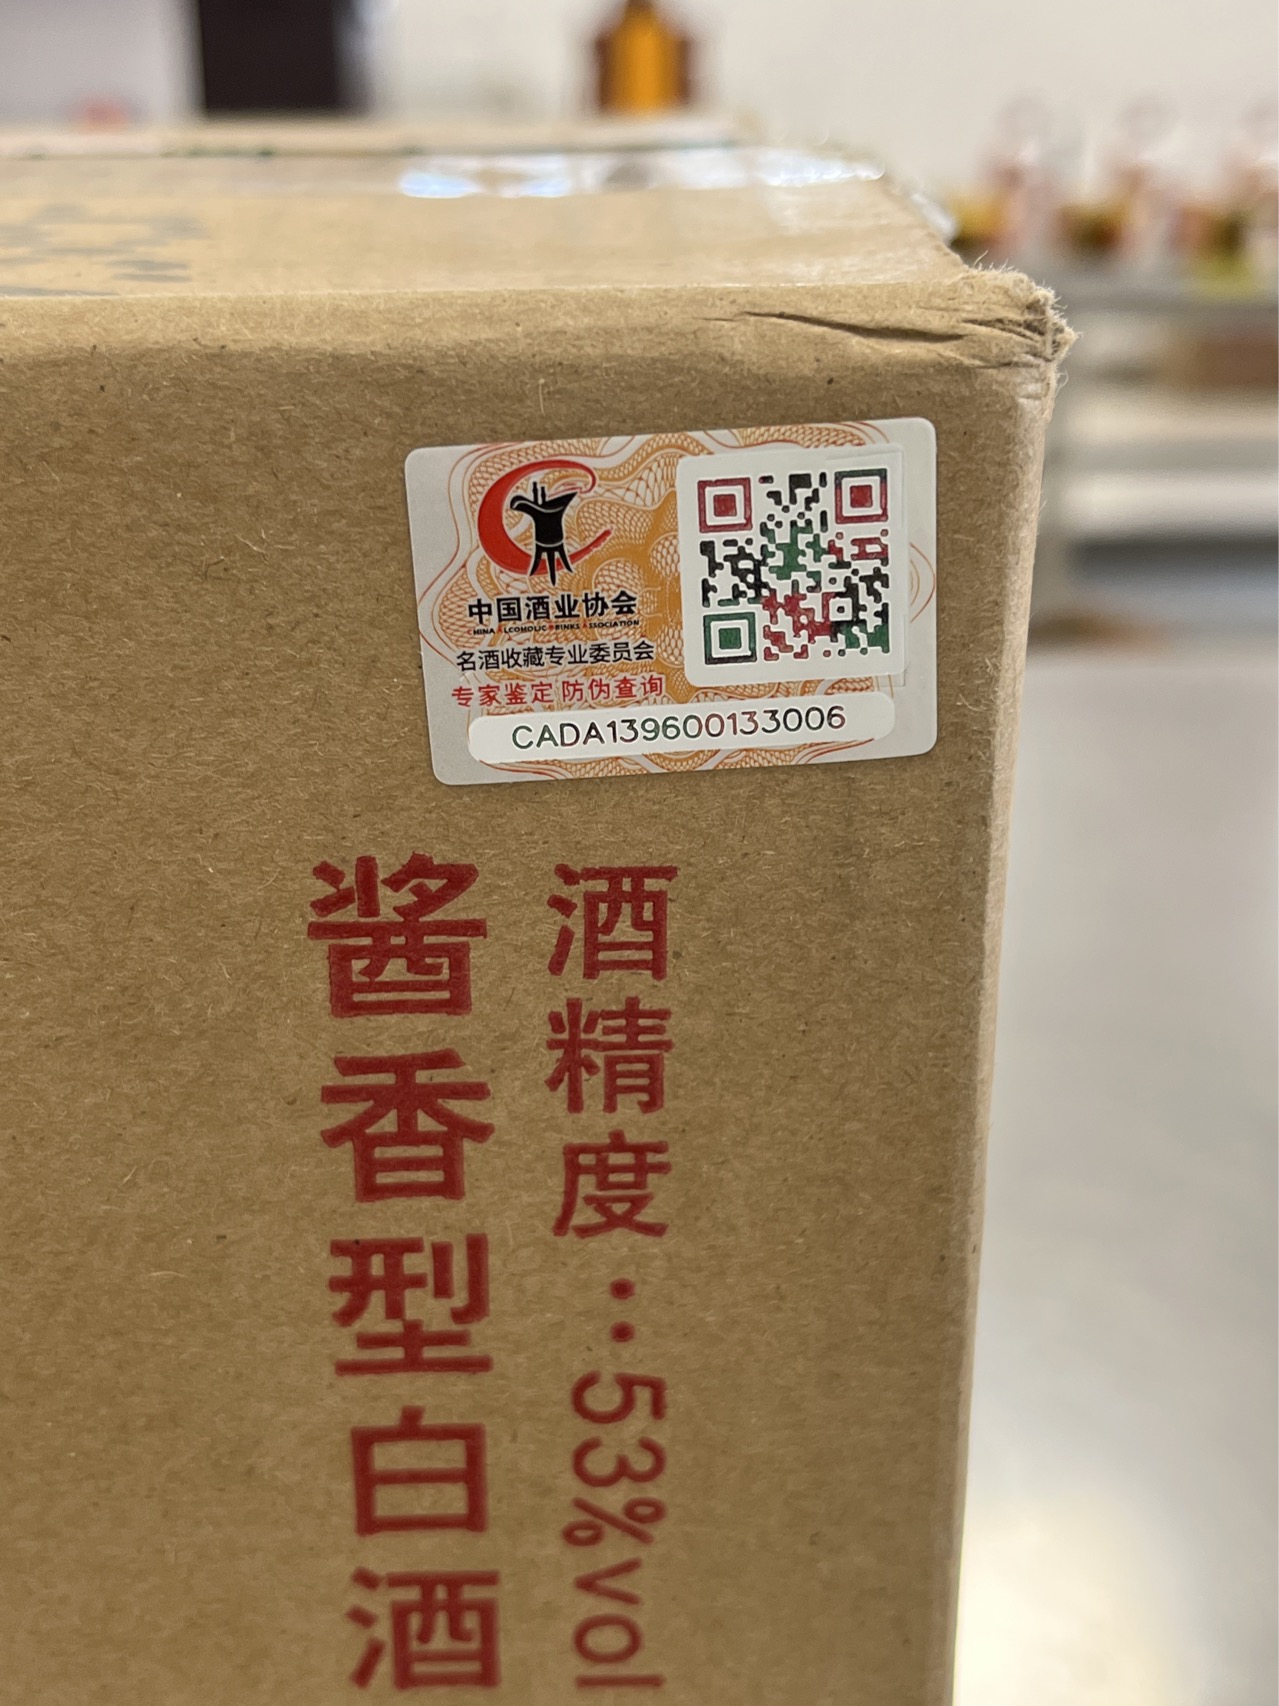 中国酒业协会
CHINA ALCOHOLIC DRINKS ASSOCIATION
名酒收藏专业委员会
专家鉴定 防伪查询
CADA139600133006
酒精度：53%vol
酱香型白酒